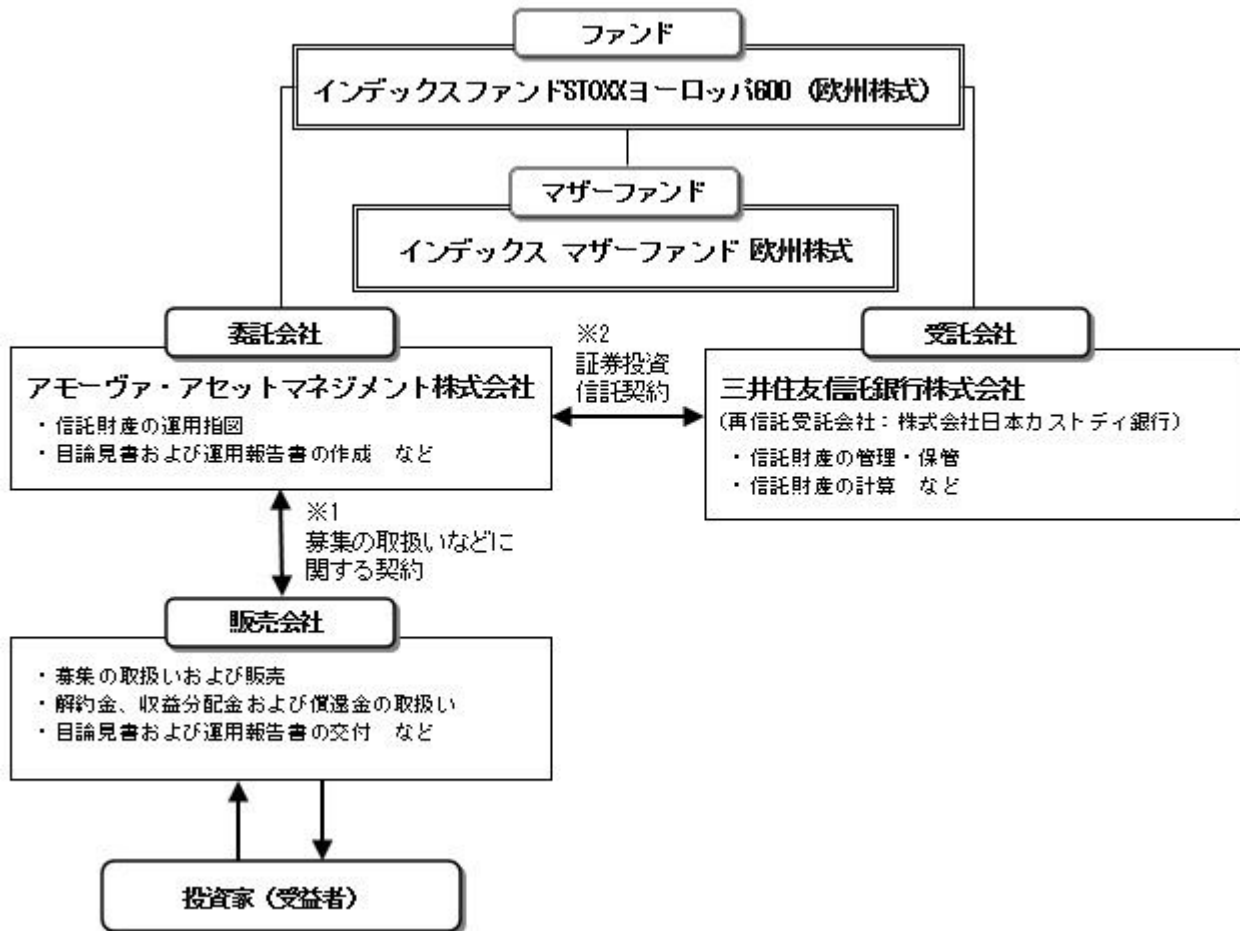 ファンド
インデックスファンドSTOXXヨーロッパ600（欧州株式）
マザーファンド
インデックス マザーファンド 欧州株式
委託会社
アモーヴァ・アセットマネジメント株式会社
・信託財産の運用指図
・目論見書および運用報告書の作成　など
※2
証券投資
信託契約
受託会社
三井住友信託銀行株式会社
（再信託受託会社：株式会社日本カストディ銀行）
・信託財産の管理・保管
・信託財産の計算　など
※1
募集の取扱いなどに
関する契約
販売会社
・募集の取扱いおよび販売
・解約金、収益分配金および償還金の取扱い
・目論見書および運用報告書の交付　など
投資家（受益者）